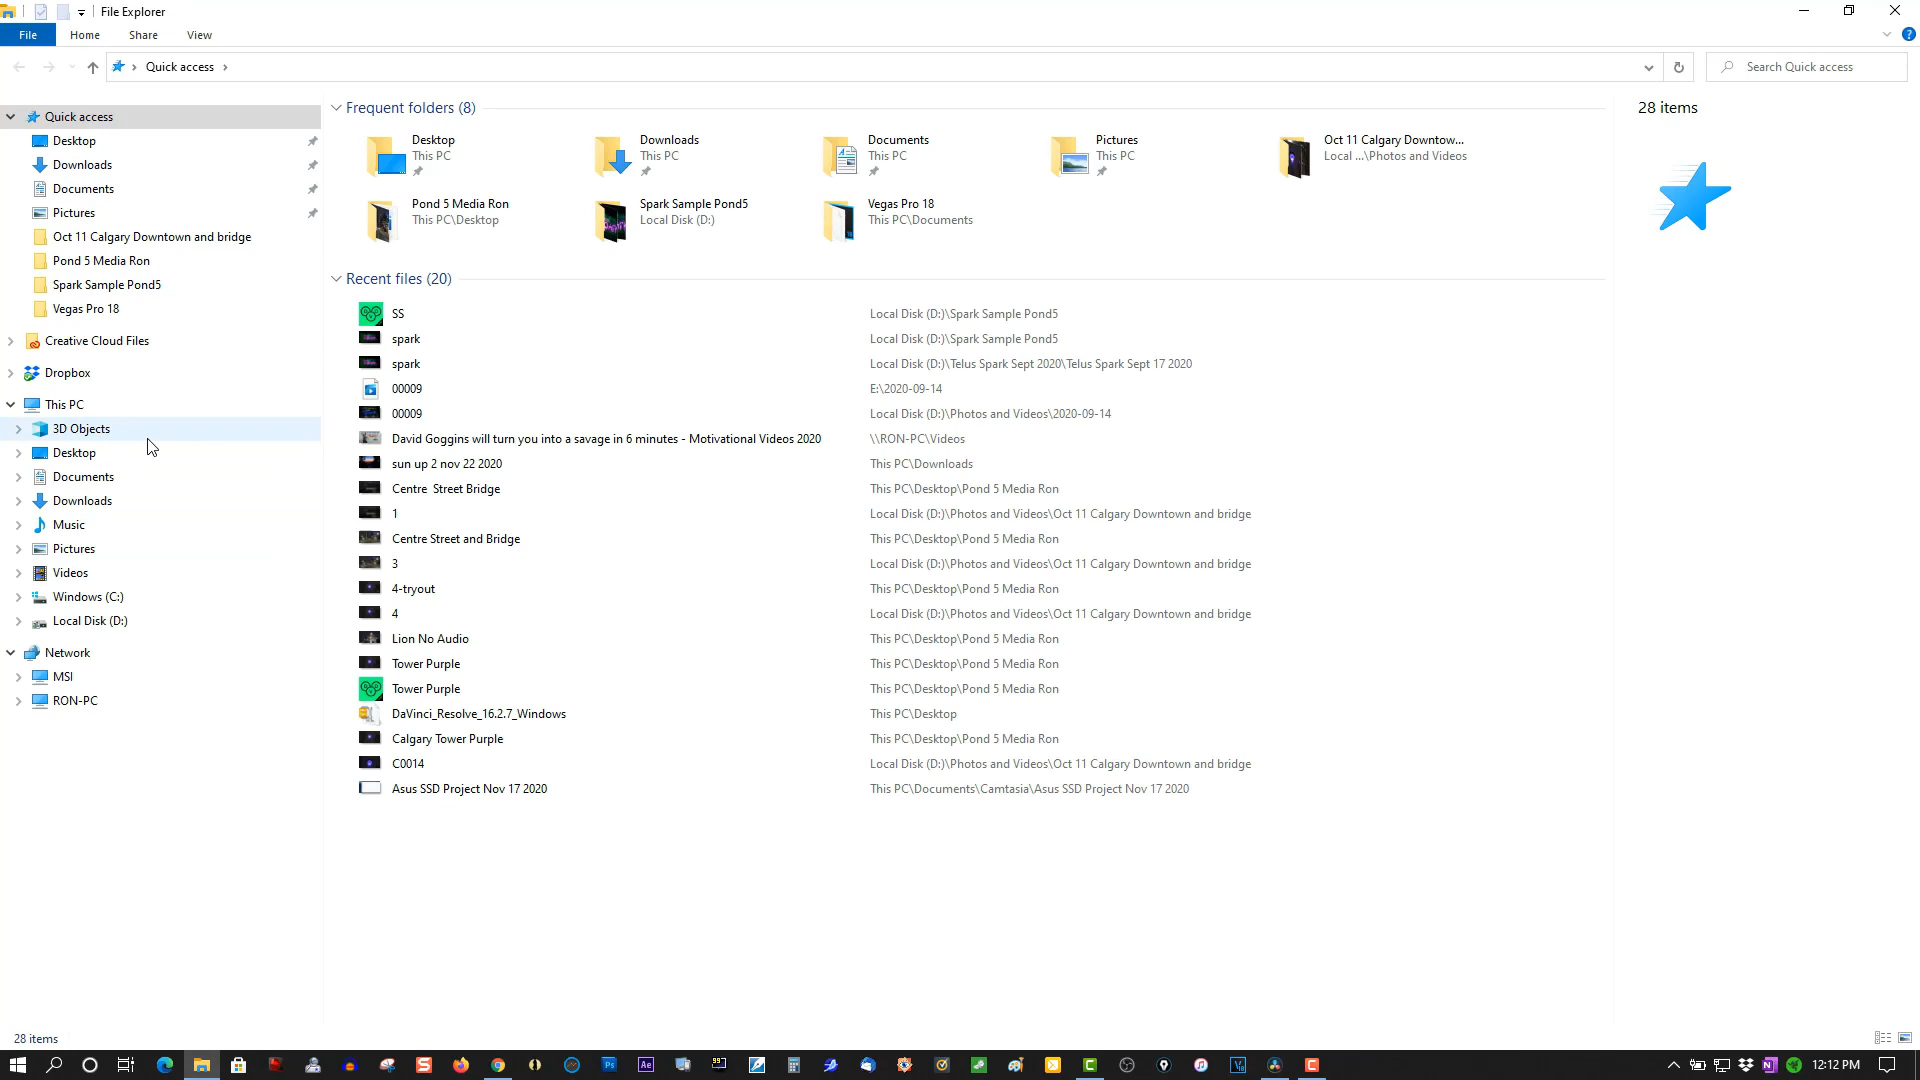 File Explorer
File Home Share View
Quick access
Search Quick access
Quick access
Desktop
Downloads
Documents
Pictures
Oct 11 Calgary Downtown and bridge
Pond 5 Media Ron
Spark Sample Pond5
Vegas Pro 18
Creative Cloud Files
Dropbox
This PC
3D Objects
Desktop
Documents
Downloads
Music
Pictures
Videos
Windows (C:)
Local Disk (D:)
Network
MSI
RON-PC
Frequent folders (8)
Desktop
This PC
Downloads
This PC
Documents
This PC
Pictures
This PC
Oct 11 Calgary Downtow...
Local ...\Photos and Videos
Pond 5 Media Ron
This PC\Desktop
Spark Sample Pond5
Local Disk (D:)
Vegas Pro 18
This PC\Documents
Recent files (20)
SS Local Disk (D:)\Spark Sample Pond5
spark Local Disk (D:)\Spark Sample Pond5
spark Local Disk (D:)\Telus Spark Sept 2020\Telus Spark Sept 17 2020
00009 E:\2020-09-14
00009 Local Disk (D:)\Photos and Videos\2020-09-14
David Goggins will turn you into a savage in 6 minutes - Motivational Videos 2020 \\RON-PC\Videos
sun up 2 nov 22 2020 This PC\Downloads
Centre Street Bridge This PC\Desktop\Pond 5 Media Ron
1 Local Disk (D:)\Photos and Videos\Oct 11 Calgary Downtown and bridge
Centre Street and Bridge This PC\Desktop\Pond 5 Media Ron
3 Local Disk (D:)\Photos and Videos\Oct 11 Calgary Downtown and bridge
4-tryout This PC\Desktop\Pond 5 Media Ron
4 Local Disk (D:)\Photos and Videos\Oct 11 Calgary Downtown and bridge
Lion No Audio This PC\Desktop\Pond 5 Media Ron
Tower Purple This PC\Desktop\Pond 5 Media Ron
Tower Purple This PC\Desktop\Pond 5 Media Ron
DaVinci_Resolve_16.2.7_Windows This PC\Desktop
Calgary Tower Purple This PC\Desktop\Pond 5 Media Ron
C0014 Local Disk (D:)\Photos and Videos\Oct 11 Calgary Downtown and bridge
Asus SSD Project Nov 17 2020 This PC\Documents\Camtasia\Asus SSD Project Nov 17 2020
28 items
28 items
Ps Ae 12:12 PM